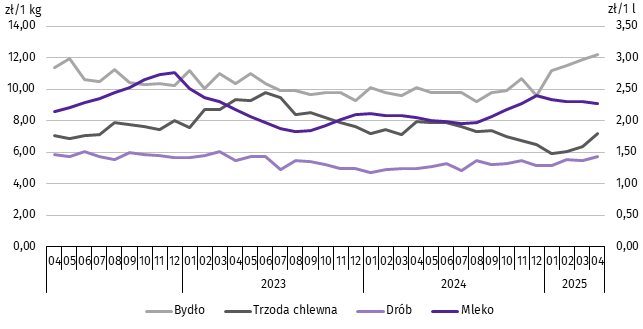 zł/1 kg zł/1 l
14,00 3,50
12,00 3,00
10,00 2,50
8,00 2,00
6,00 1,50
4,00 1,00
2,00 0,50
0,00 0,00
04 05 06 07 08 09 10 11 12 01 02 03 04 05 06 07 08 09 10 11 12 01 02 03 04 05 06 07 08 09 10 11 12 01 02 03 04
2023 2024 2025
Bydło Trzoda chlewna Drób Mleko